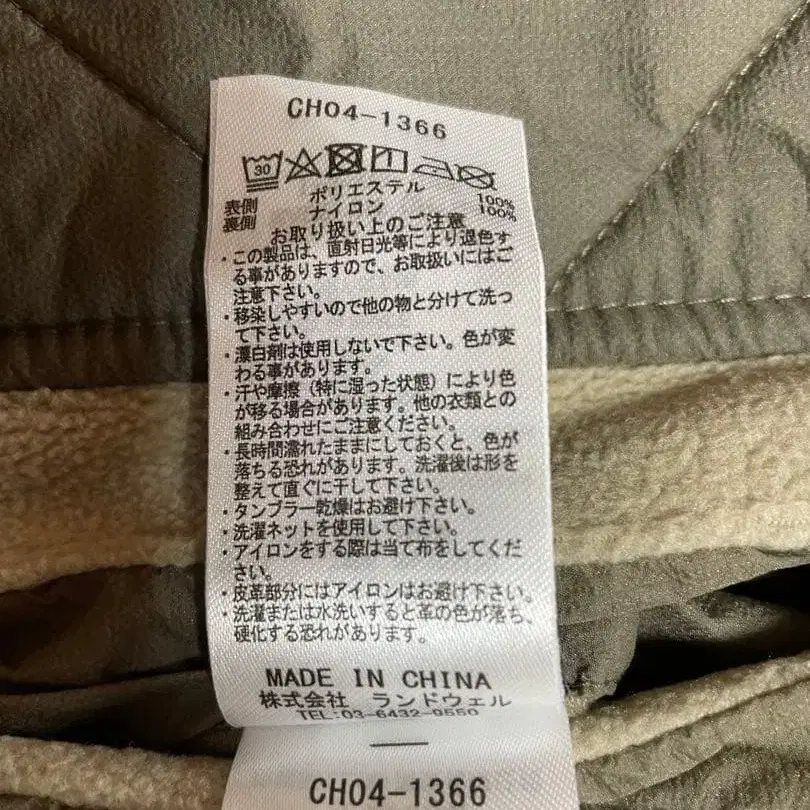 CH04-1366
30
表側 ポリエステル 100%
裏側 ナイロン 100%
お取り扱い上のご注意
・この製品は、直射日光等により退色す
る事がありますので、お取扱いにはご
注意下さい。
・移染しやすいので他の物と分けて洗っ
て下さい。
・漂白剤は使用しないで下さい。色が変
わる事があります。
・汗や摩擦（特に湿った状態）により色
が移る場合があります。他の衣類との
組み合わせにご注意ください。
・長時間濡れたままにしておくと、色が
落ちる恐れがあります。洗濯後は形を
整えて直ぐに干して下さい。
・タンブラー乾燥はお避け下さい。
・洗濯ネットを使用して下さい。
・アイロンをする際は当て布をしてくだ
さい。
・皮革部分にはアイロンはお避け下さい。
・洗濯または水洗いすると革の色が落ち、
硬化する恐れがあります。
MADE IN CHINA
株式会社 ランドウェル
TEL:03-6432-9550
CH04-1366